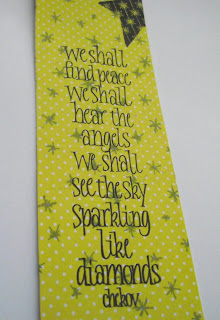 we shall
find peace
we shall
hear the
angels
we shall
see the sky
sparkling
like
diamonds
chekov